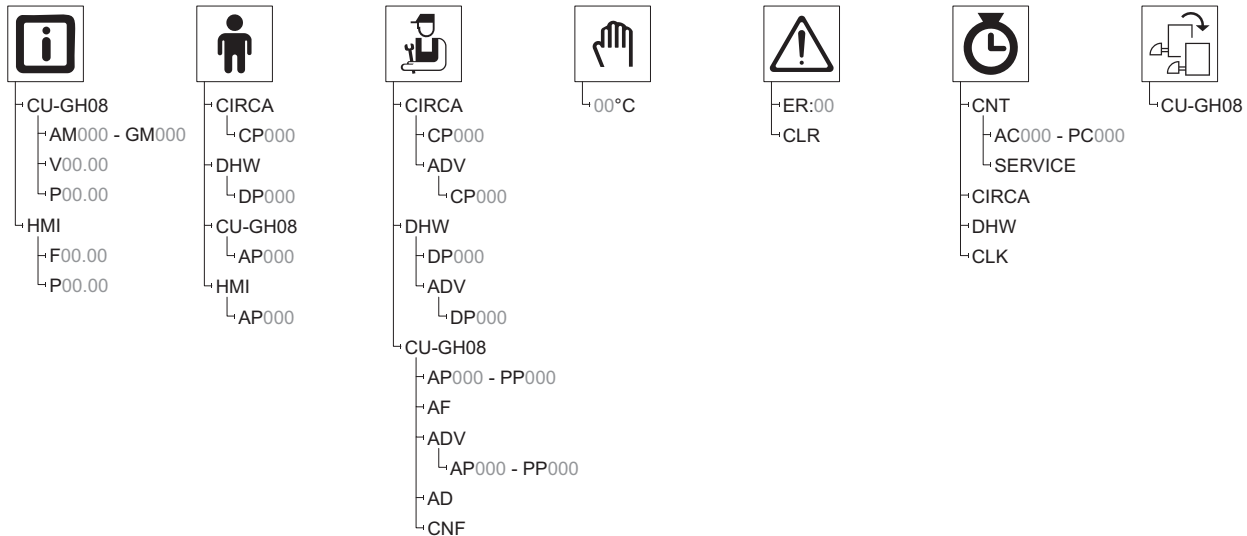 CU-GH08
AM000 - GM000
V00.00
P00.00
HMI
F00.00
P00.00
CIRCA
CP000
DHW
DP000
CU-GH08
AP000
HMI
AP000
CIRCA
CP000
ADV
CP000
DHW
DP000
ADV
DP000
CU-GH08
AP000 - PP000
AF
ADV
AP000 - PP000
AD
CNF
00°C
ER:00
CLR
CNT
AC000 - PC000
SERVICE
CIRCA
DHW
CLK
CU-GH08